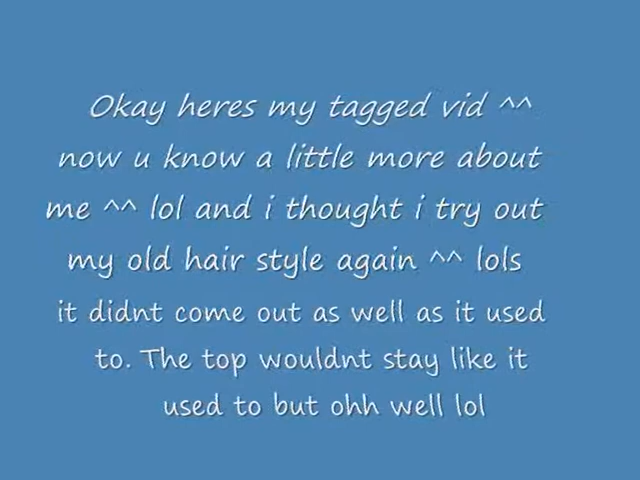 Okay heres my tagged vid ^^
now u know a little more about
me ^^ lol and i thought i try out
my old hair style again ^^ lols
it didnt come out as well as it used
to. The top wouldnt stay like it
used to but ohh well lol